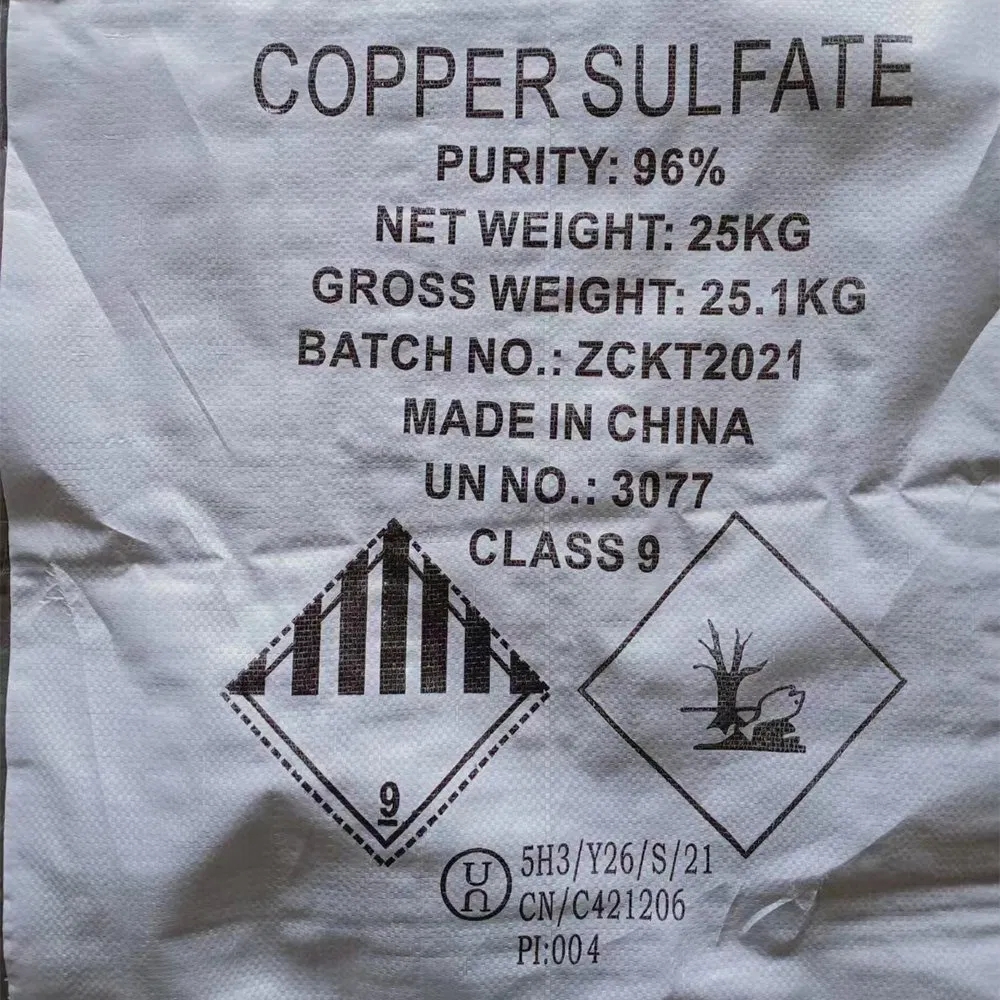 COPPER SULFATE
PURITY: 96%
NET WEIGHT: 25KG
GROSS WEIGHT: 25.1KG
BATCH NO.: ZCKT2021
MADE IN CHINA
UN NO.: 3077
CLASS 9
9
un 5H3/Y26/S/21
CN/C421206
PI:004